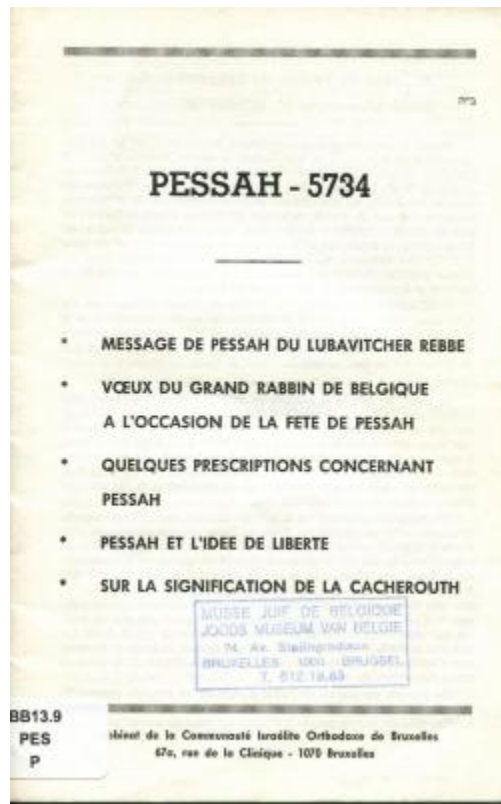 ב״ה
PESSAH - 5734
* MESSAGE DE PESSAH DU LUBAVITCHER REBBE
* VŒUX DU GRAND RABBIN DE BELGIQUE
A L'OCCASION DE LA FETE DE PESSAH
* QUELQUES PRESCRIPTIONS CONCERNANT
PESSAH
* PESSAH ET L'IDEE DE LIBERTE
* SUR LA SIGNIFICATION DE LA CACHEROUTH
MUSEE JUIF DE BELGIQUE
JOODS MUSEUM VAN BELGIE
74, Av. Stalingradlaan
BRUXELLES 1000 BRUSSEL
T. 512.19.63
BB13.9
PES
P
de la Communauté Israélite Orthodoxe de Bruxelles
67a, rue de la Clinique - 1070 Bruxelles